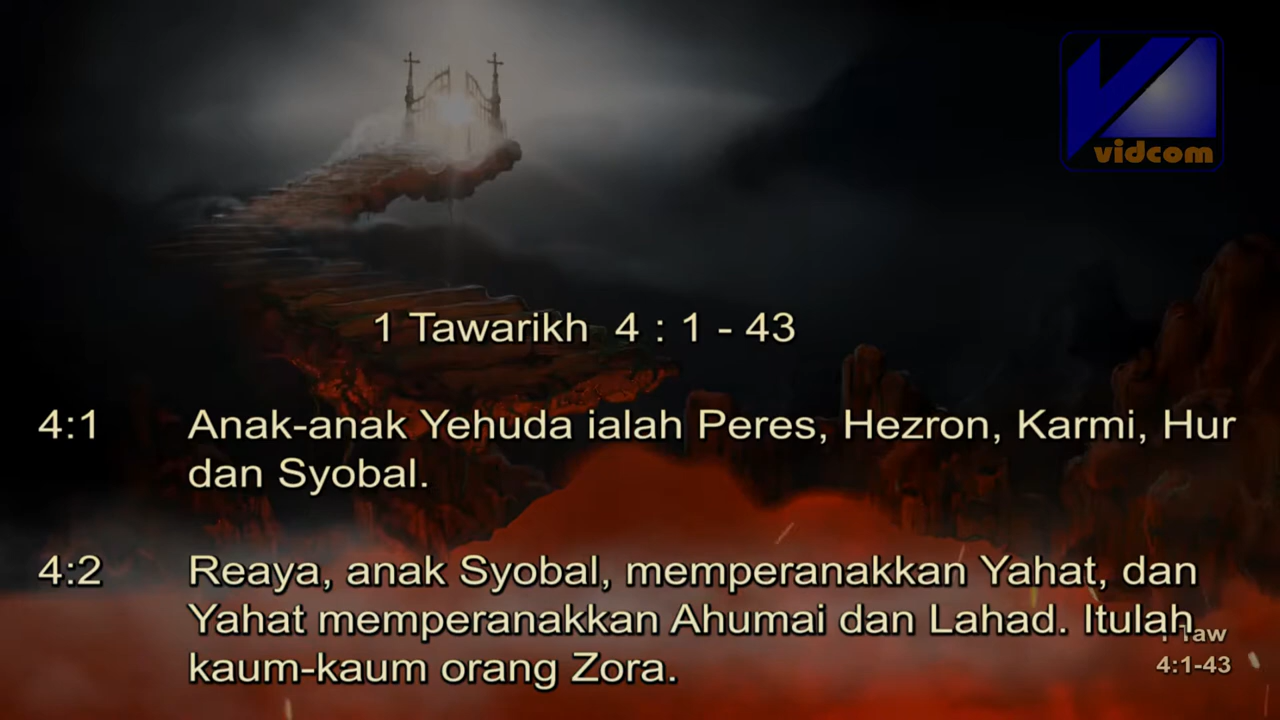 vidcom
1 Tawarikh 4 : 1 - 43
4:1 Anak-anak Yehuda ialah Peres, Hezron, Karmi, Hur
dan Syobal.
4:2 Reaya, anak Syobal, memperanakkan Yahat, dan
Yahat memperanakkan Ahumai dan Lahad. Itulah
kaum-kaum orang Zora.
1 Taw
4:1-43